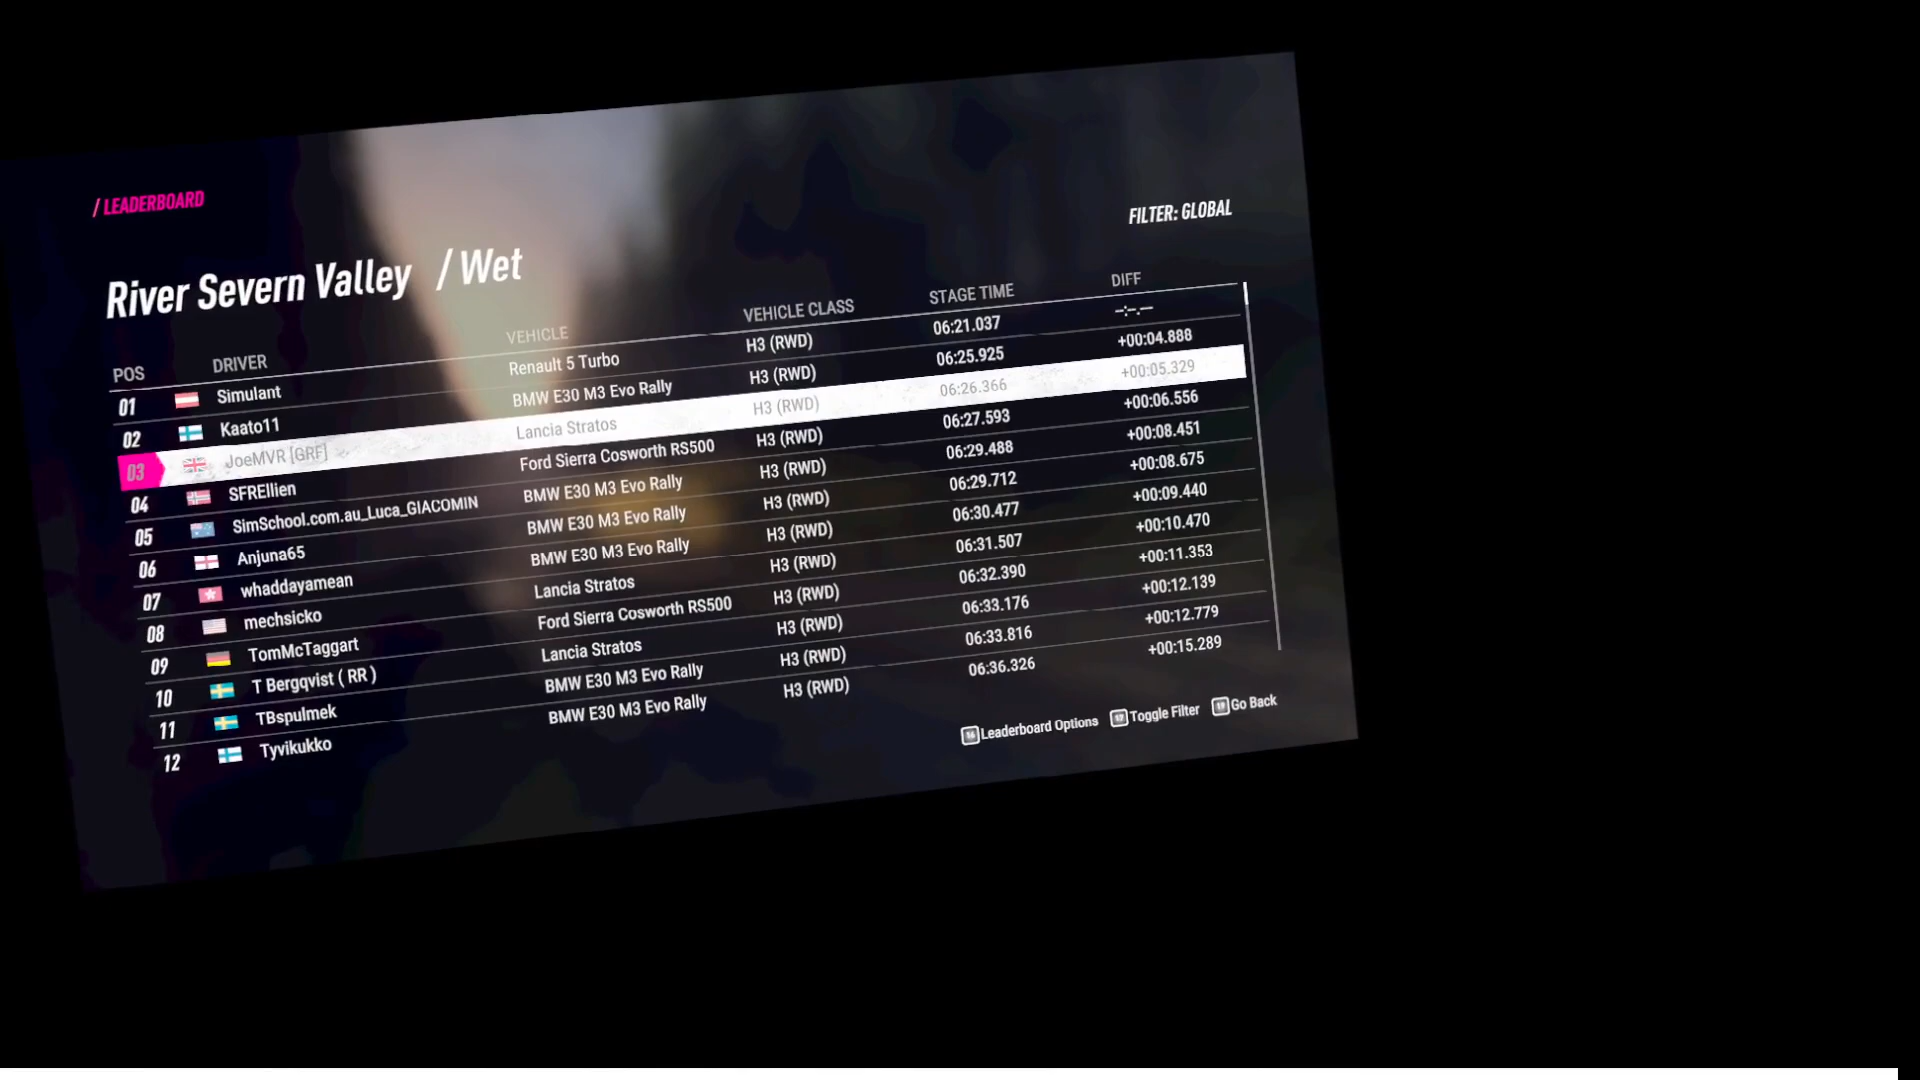 / LEADERBOARD
FILTER: GLOBAL
River Severn Valley / Wet
POS DRIVER VEHICLE VEHICLE CLASS STAGE TIME DIFF
01 Simulant Renault 5 Turbo H3 (RWD) 06:21.037 --:--.---
02 Kaato11 BMW E30 M3 Evo Rally H3 (RWD) 06:25.925 +00:04.888
03 JoeMVR [GRF] Lancia Stratos H3 (RWD) 06:26.366 +00:05.329
04 SFREllien Ford Sierra Cosworth RS500 H3 (RWD) 06:27.593 +00:06.556
05 SimSchool.com.au_Luca_GIACOMIN BMW E30 M3 Evo Rally H3 (RWD) 06:29.488 +00:08.451
06 Anjuna65 BMW E30 M3 Evo Rally H3 (RWD) 06:29.712 +00:08.675
07 whaddayamean BMW E30 M3 Evo Rally H3 (RWD) 06:30.477 +00:09.440
08 mechsicko Lancia Stratos H3 (RWD) 06:31.507 +00:10.470
09 TomMcTaggart Ford Sierra Cosworth RS500 H3 (RWD) 06:32.390 +00:11.353
10 T Bergqvist ( RR ) Lancia Stratos H3 (RWD) 06:33.176 +00:12.139
11 TBspulmek BMW E30 M3 Evo Rally H3 (RWD) 06:33.816 +00:12.779
12 Tyvikukko BMW E30 M3 Evo Rally H3 (RWD) 06:36.326 +00:15.289
16 Leaderboard Options 17 Toggle Filter 19 Go Back